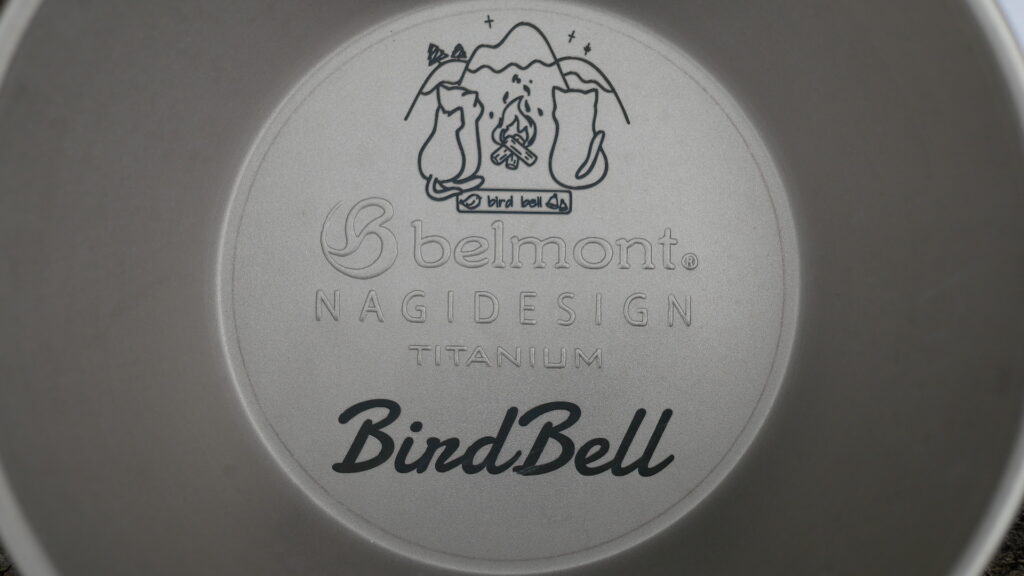 bird bell
belmont®
NAGIDESIGN
TITANIUM
BirdBell